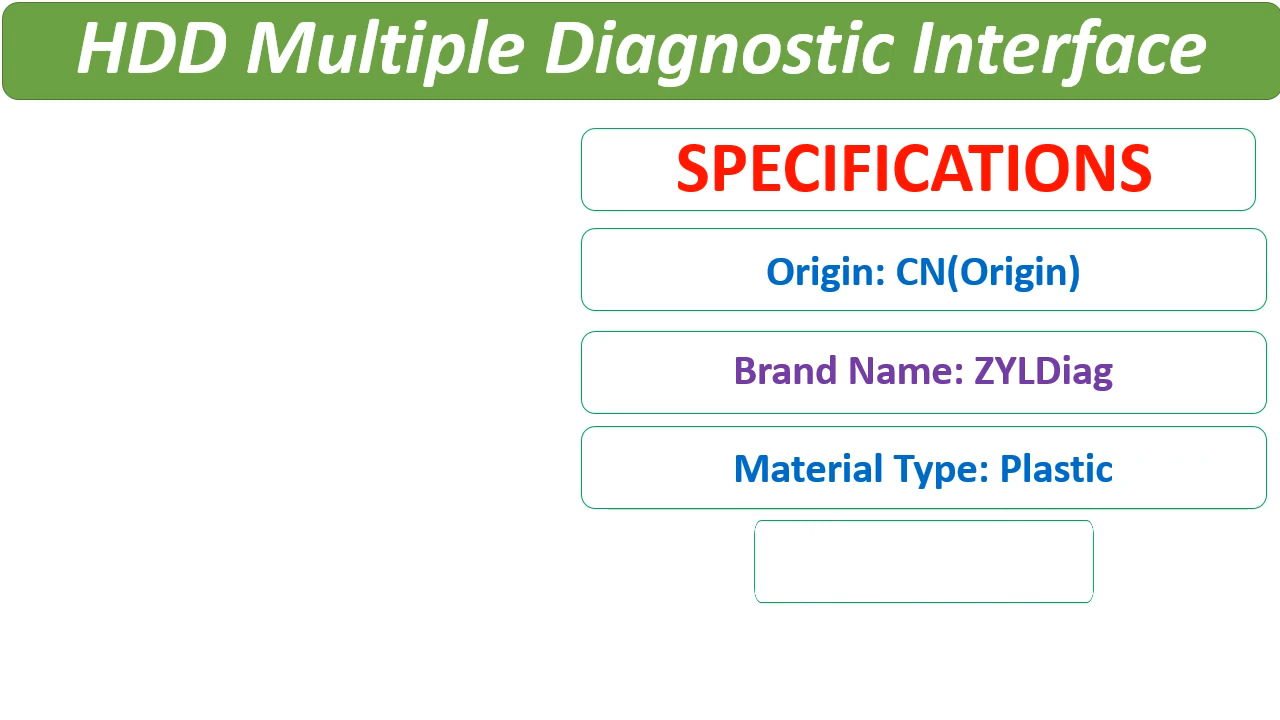 HDD Multiple Diagnostic Interface
SPECIFICATIONS
Origin: CN(Origin)
Brand Name: ZYLDiag
Material Type: Plastic